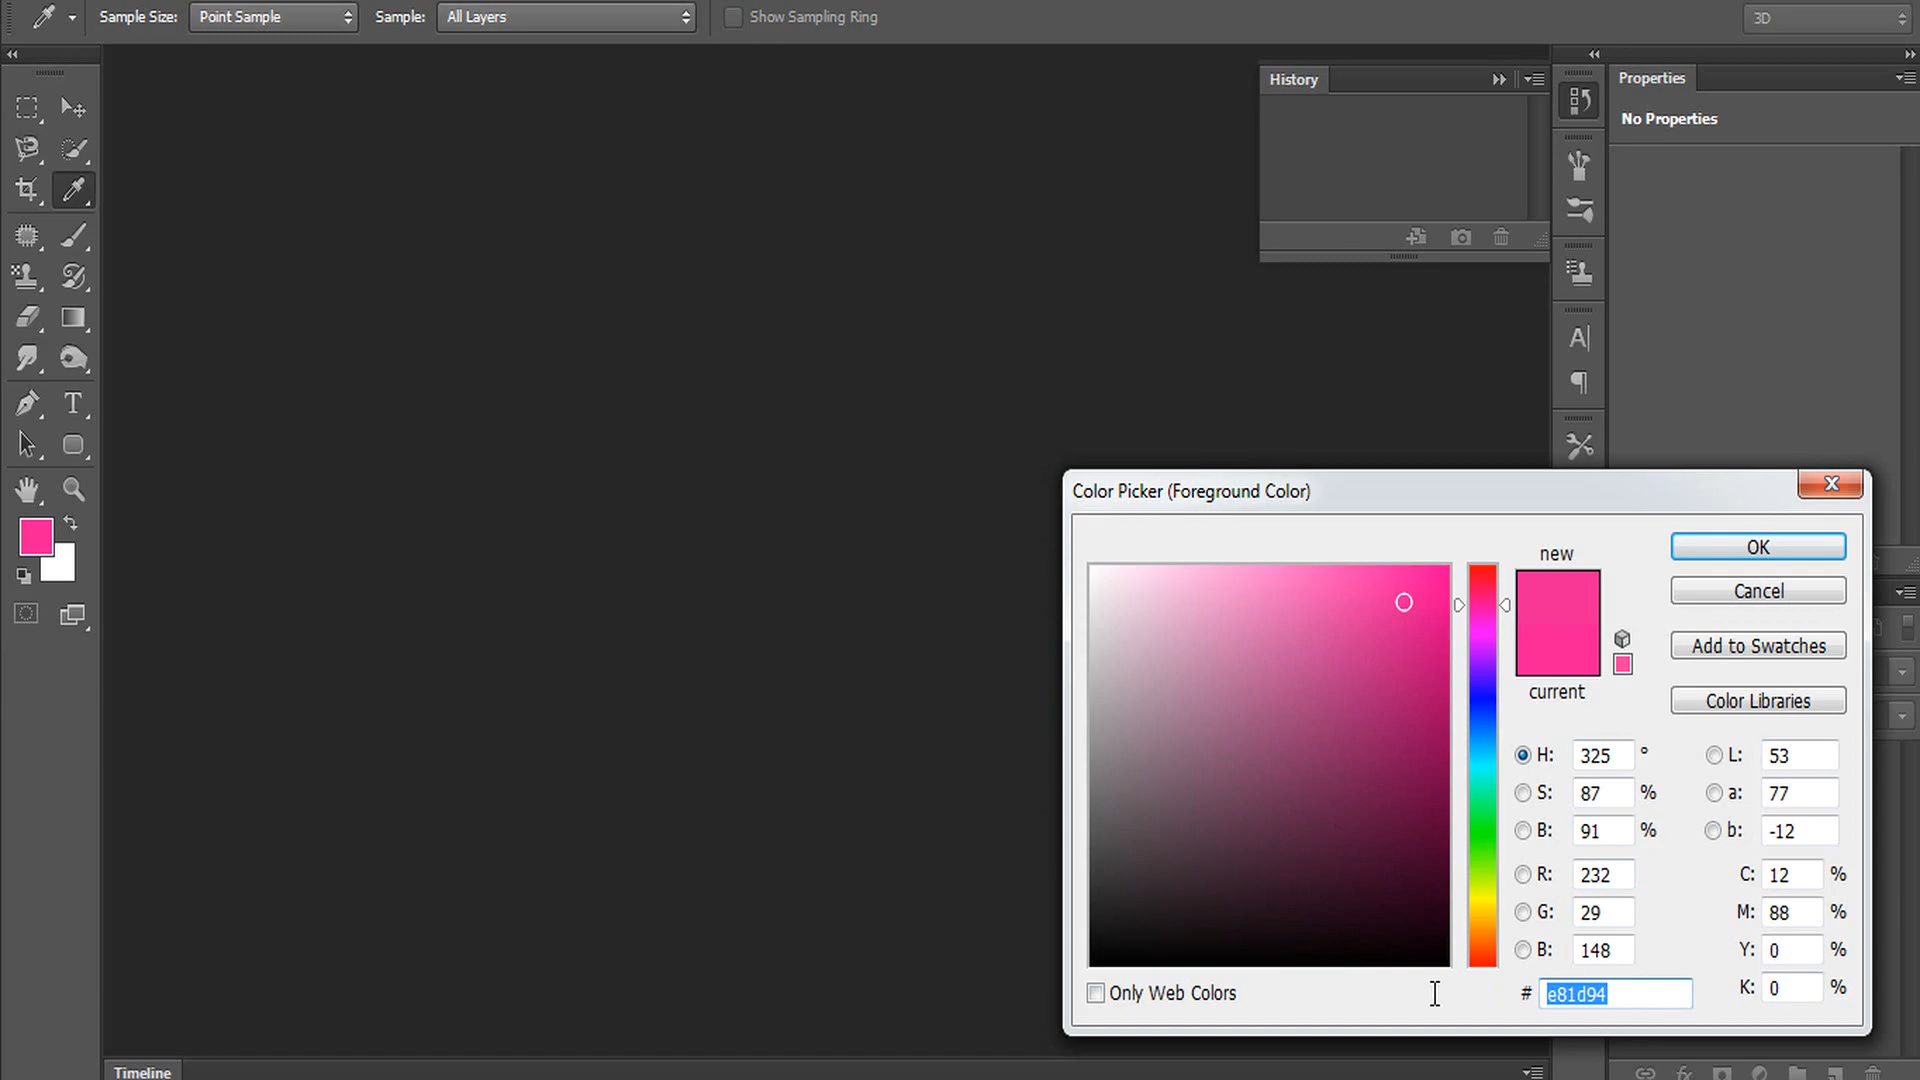 Sample Size: Point Sample Sample: All Layers Show Sampling Ring 3D
History
Properties
No Properties
Color Picker (Foreground Color)
new
current
OK
Cancel
Add to Swatches
Color Libraries
H: 325 ° L: 53
S: 87 % a: 77
B: 91 % b: -12
R: 232 C: 12 %
G: 29 M: 88 %
B: 148 Y: 0 %
Only Web Colors # e81d94 K: 0 %
Timeline